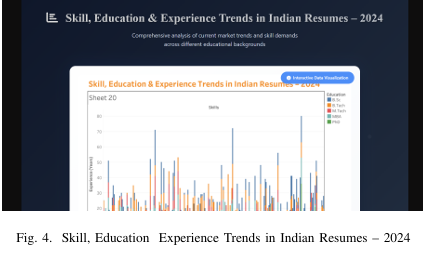 Skill, Education & Experience Trends in Indian Resumes – 2024
Comprehensive analysis of current market trends and skill demands
across different educational backgrounds
Interactive Data Visualisation
Skill, Education & Experience Trends in Indian Resumes – 2024
Sheet 20
Skills
Education
B.Sc
B.Tech
M.Tech
MBA
PhD
Experience (Years)
80
70
60
50
40
30
20
Fig. 4. Skill, Education Experience Trends in Indian Resumes – 2024